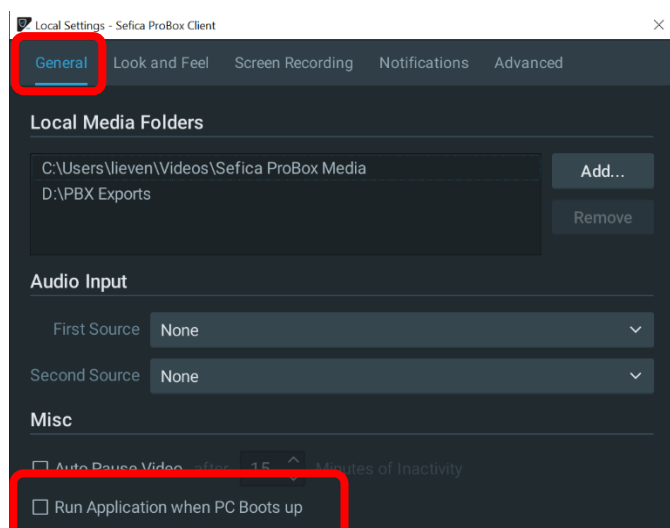 Local Settings - Sefica ProBox Client
General Look and Feel Screen Recording Notifications Advanced
Local Media Folders
C:\Users\lieven\Videos\Sefica ProBox Media
Add...
D:\PBX Exports
Remove
Audio Input
First Source None
Second Source None
Misc
Auto Pause Video after 15 Minutes of Inactivity
Run Application when PC Boots up